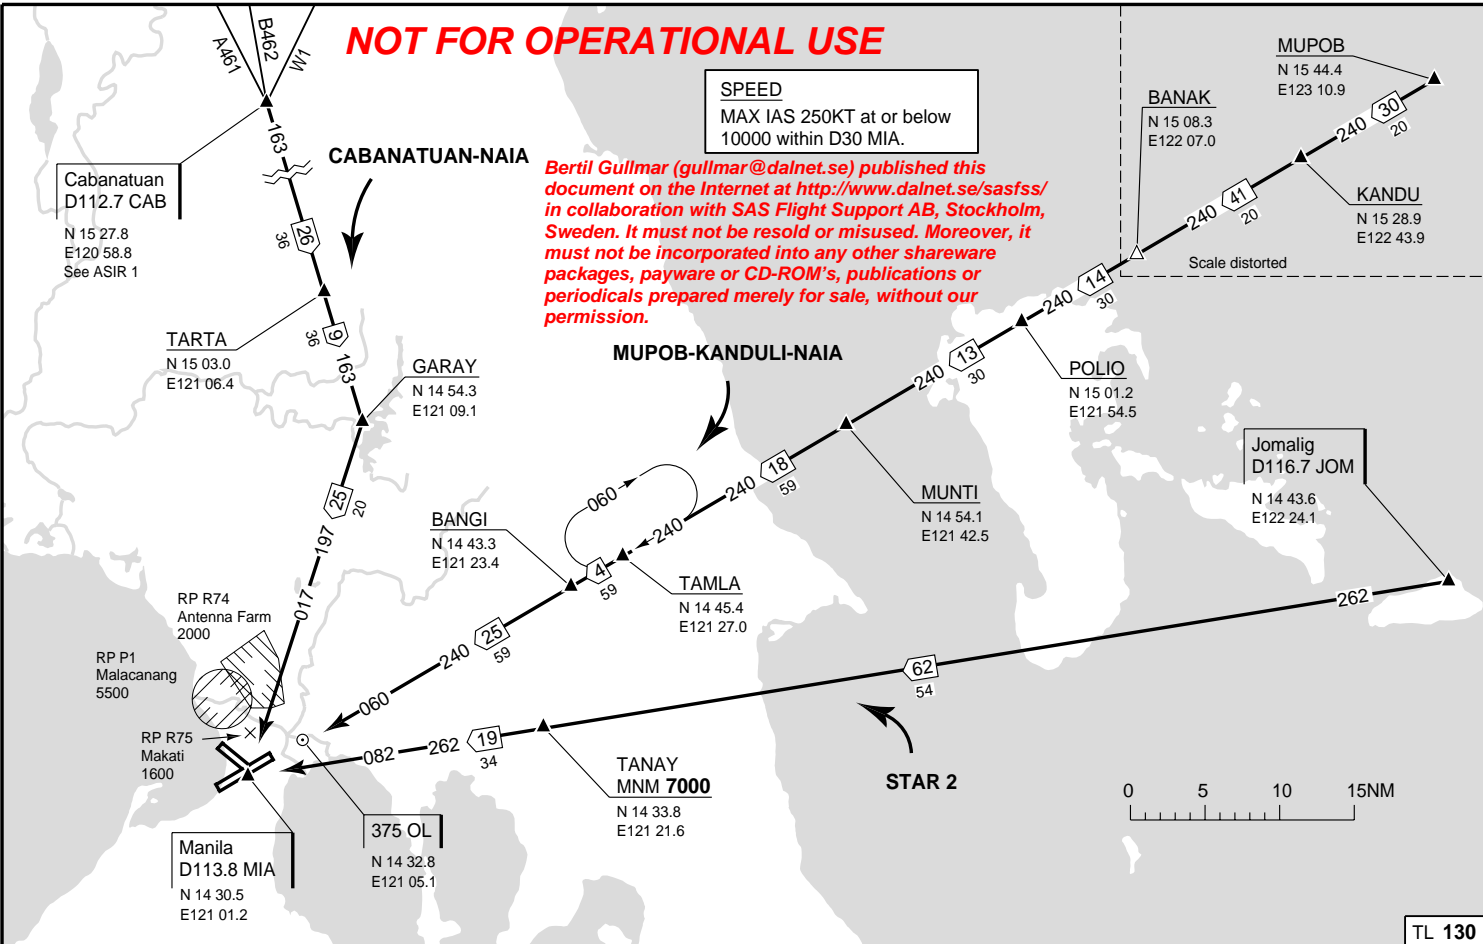 NOT FOR OPERATIONAL USE
A461
B462
W1
SPEED
MAX IAS 250KT at or below
10000 within D30 MIA.
MUPOB
N 15 44.4
E123 10.9
BANAK
N 15 08.3
E122 07.0
30
20
240
KANDU
N 15 28.9
E122 43.9
41
20
240
Scale distorted
163
CABANATUAN-NAIA
Cabanatuan
D112.7 CAB
N 15 27.8
E120 58.8
See ASIR 1
Bertil Gullmar (gullmar@dalnet.se) published this
document on the Internet at http://www.dalnet.se/sasfss/
in collaboration with SAS Flight Support AB, Stockholm,
Sweden. It must not be resold or misused. Moreover, it
must not be incorporated into any other shareware
packages, payware or CD-ROM's, publications or
periodicals prepared merely for sale, without our
permission.
26
36
14
30
240
TARTA
N 15 03.0
E121 06.4
9
36
163
GARAY
N 14 54.3
E121 09.1
MUPOB-KANDULI-NAIA
13
30
240
POLIO
N 15 01.2
E121 54.5
Jomalig
D116.7 JOM
N 14 43.6
E122 24.1
25
20
197
017
18
59
240
MUNTI
N 14 54.1
E121 42.5
060
240
BANGI
N 14 43.3
E121 23.4
4
59
TAMLA
N 14 45.4
E121 27.0
262
RP R74
Antenna Farm
2000
RP P1
Malacanang
5500
25
59
240
060
62
54
RP R75
Makati
1600
082
262
19
34
TANAY
MNM 7000
N 14 33.8
E121 21.6
STAR 2
0 5 10 15NM
375 OL
N 14 32.8
E121 05.1
Manila
D113.8 MIA
N 14 30.5
E121 01.2
TL 130